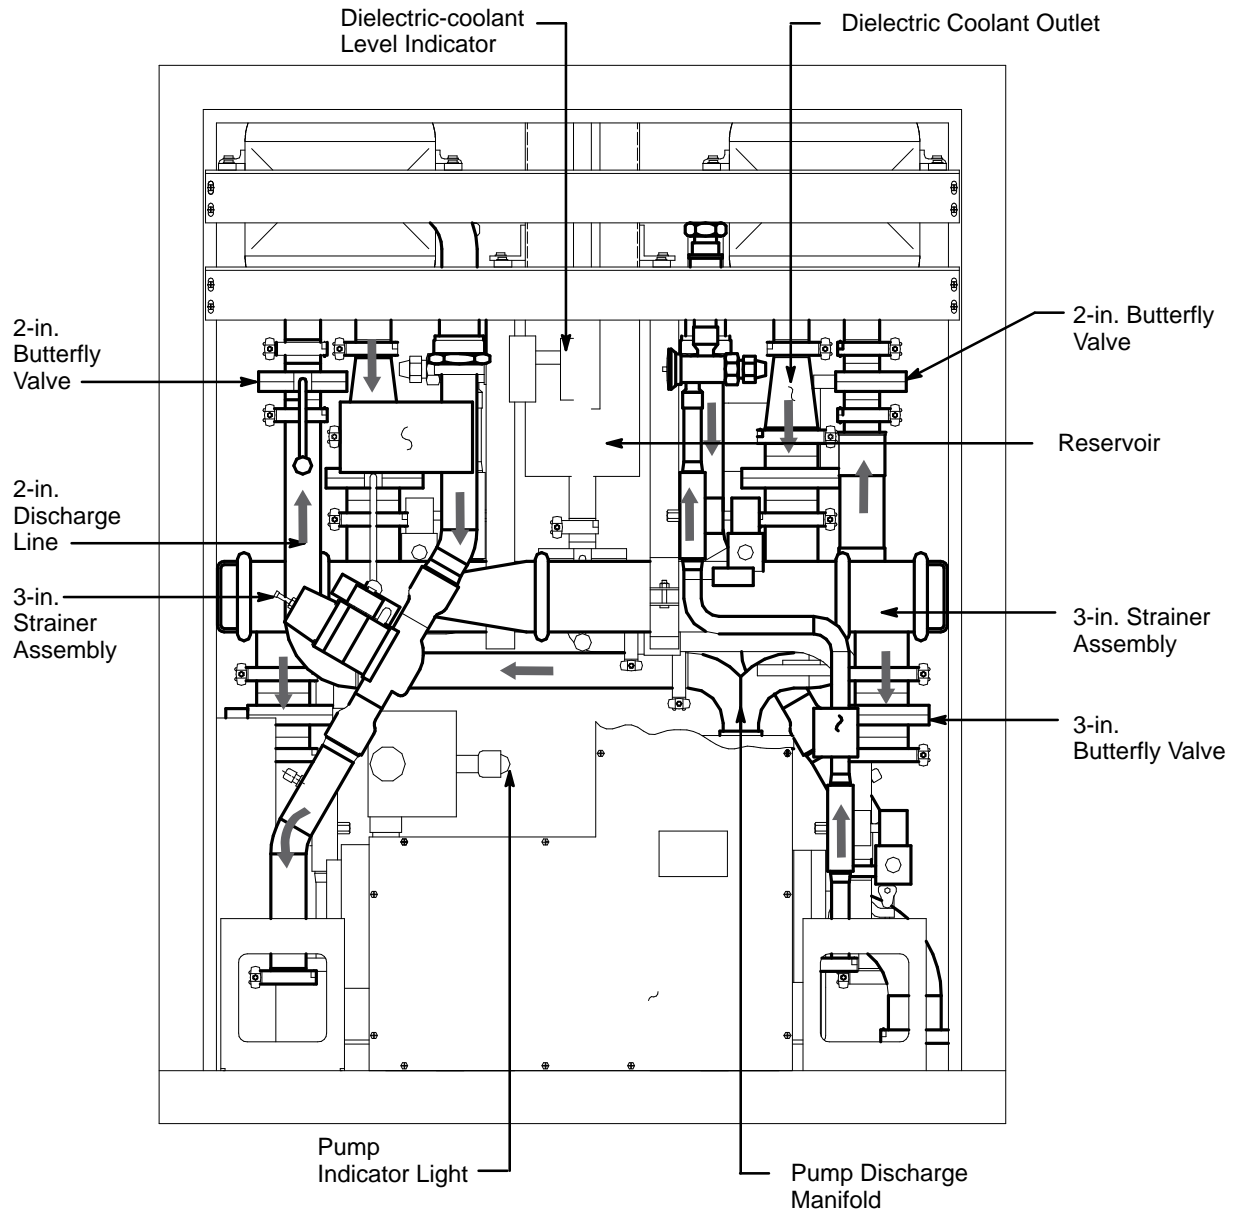 Dielectric-coolant
Level Indicator
Dielectric Coolant Outlet
2-in.
Butterfly
Valve
2-in. Butterfly
Valve
Reservoir
2-in.
Discharge
Line
3-in.
Strainer
Assembly
3-in. Strainer
Assembly
3-in.
Butterfly Valve
Pump
Indicator Light
Pump Discharge
Manifold